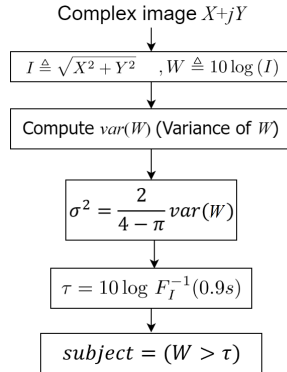 Complex image X+jY
I ≜ √(X² + Y²) , W ≜ 10 log (I)
Compute var(W) (Variance of W)
σ² = 2/(4 − π) var(W)
τ = 10 log F_I⁻¹(0.9s)
subject = (W > τ)